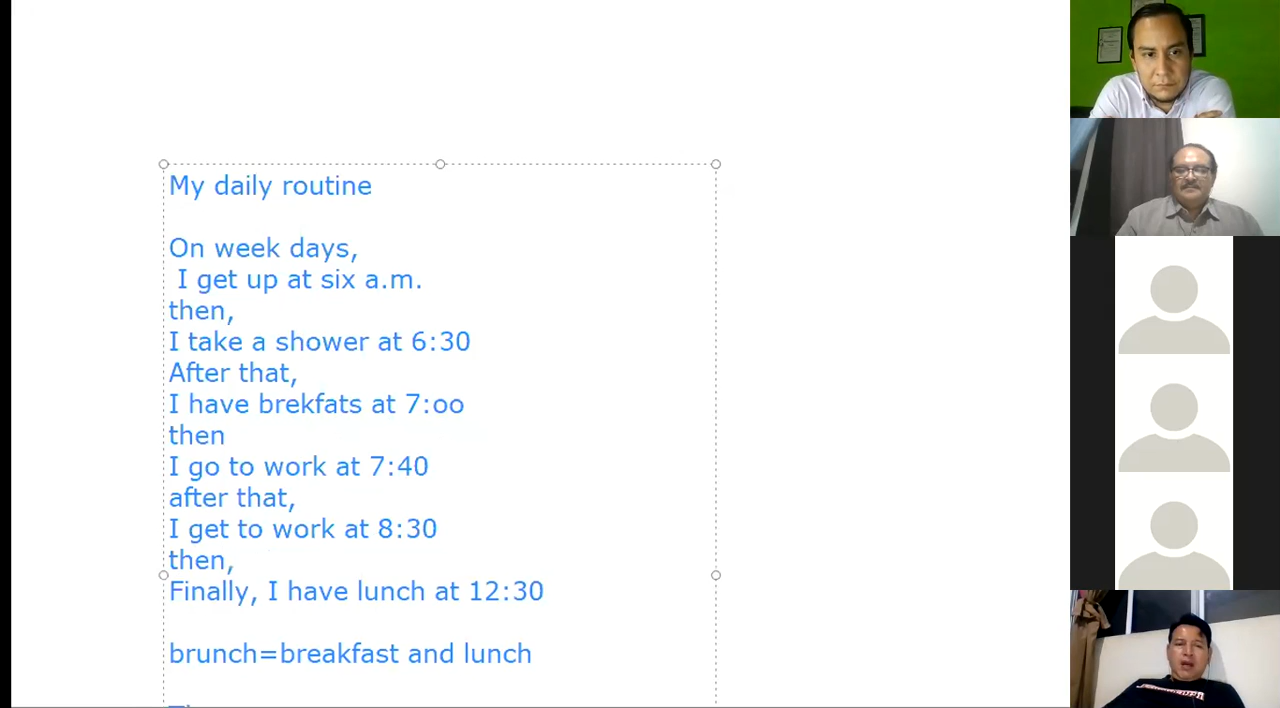 My daily routine
On week days,
I get up at six a.m.
then,
I take a shower at 6:30
After that,
I have brekfats at 7:oo
then
I go to work at 7:40
after that,
I get to work at 8:30
then,
Finally, I have lunch at 12:30
brunch=breakfast and lunch